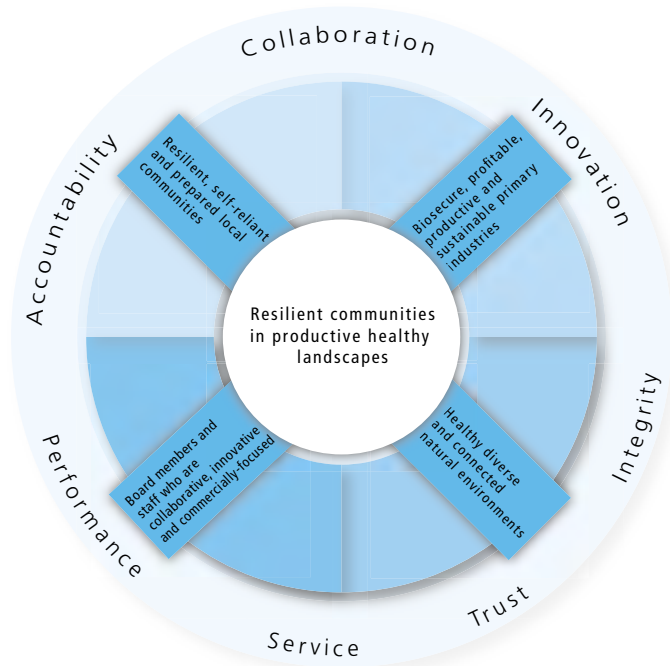 Collaboration
Innovation
Integrity
Trust
Service
Performance
Accountability
Resilient, self-reliant
and prepared local
communities
Biosecure, profitable,
productive and
sustainable primary
industries
Resilient communities
in productive healthy
landscapes
Board members and
staff who are
collaborative, innovative
and commercially-focused
Healthy diverse
and connected
natural environments